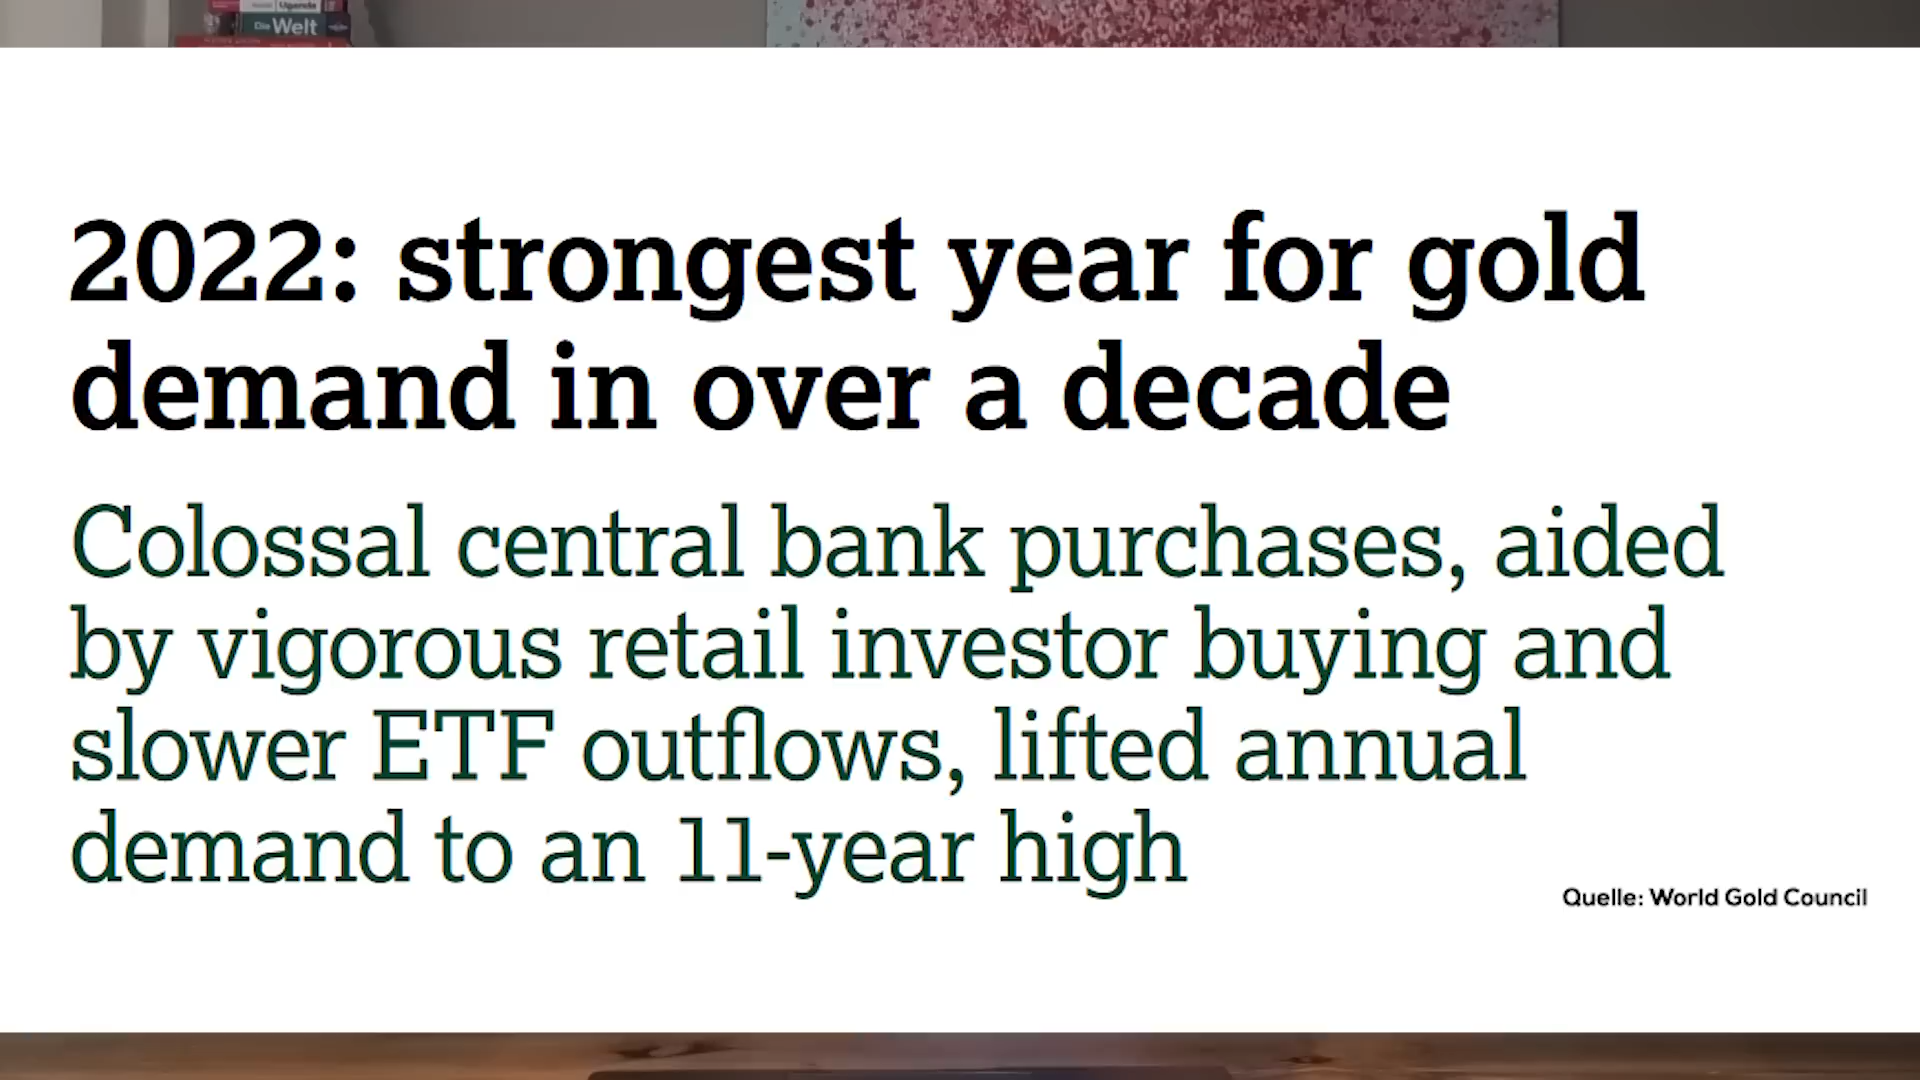 Uganda
Die Welt
2022: strongest year for gold
demand in over a decade
Colossal central bank purchases, aided
by vigorous retail investor buying and
slower ETF outflows, lifted annual
demand to an 11-year high
Quelle: World Gold Council